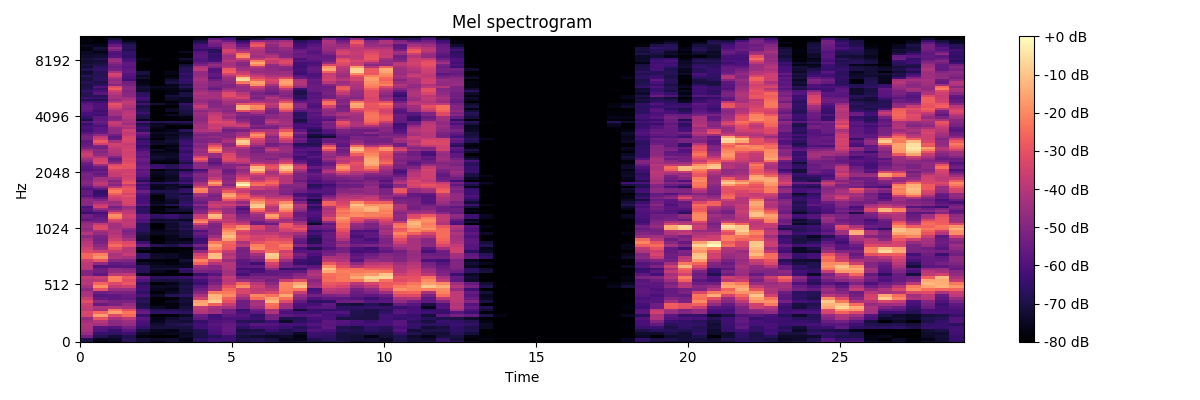 Mel spectrogram
+0 dB
8192
-10 dB
4096
-20 dB
-30 dB
Hz
2048
-40 dB
1024
-50 dB
-60 dB
512
-70 dB
0
-80 dB
0 5 10 15 20 25
Time